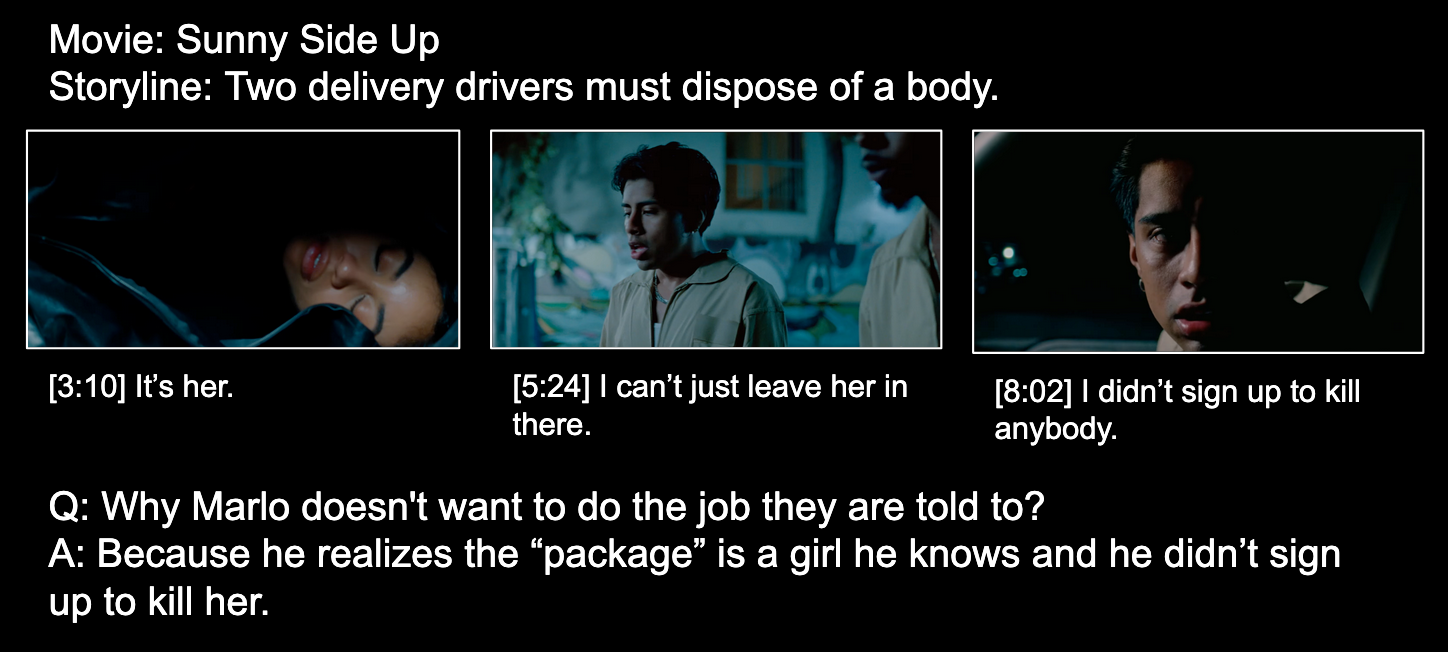 Movie: Sunny Side Up
Storyline: Two delivery drivers must dispose of a body.
[3:10] It’s her.
[5:24] I can’t just leave her in
there.
[8:02] I didn’t sign up to kill
anybody.
Q: Why Marlo doesn't want to do the job they are told to?
A: Because he realizes the “package” is a girl he knows and he didn’t sign
up to kill her.